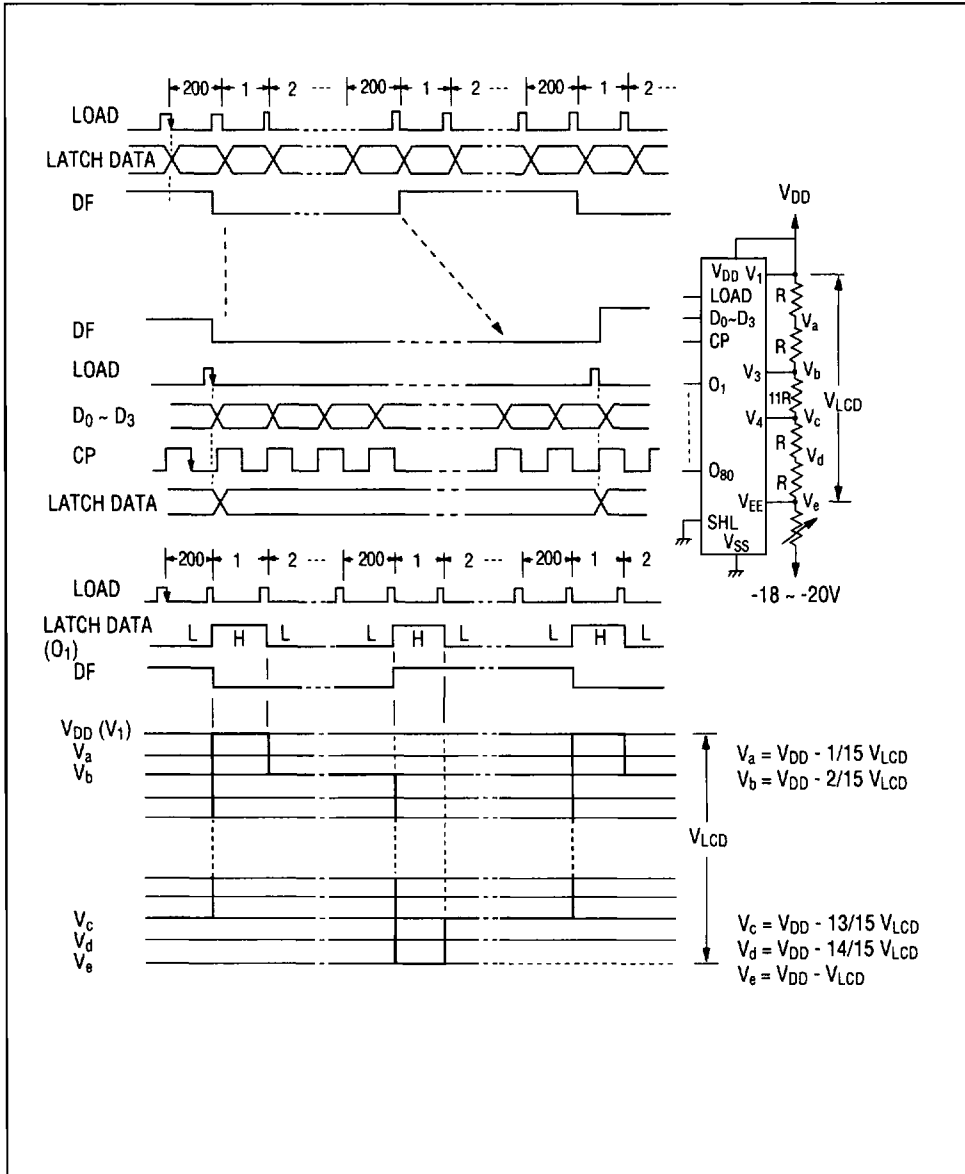 200 1 2 ··· 200 1 2 ··· 200 1 2 ···
LOAD
LATCH DATA
DF
DF
LOAD
D0 ~ D3
CP
LATCH DATA
VDD
VDD V1
LOAD
D0~D3
CP
O1
O80
SHL
VSS
V3
V4
VEE
R
Va
R
Vb
11R
Vc
R
Vd
R
Ve
VLCD
-18 ~ -20V
200 1 2 ··· 200 1 2 ··· 200 1 2 ···
LOAD
LATCH DATA
(O1)
L H L L H L L H L
DF
VDD (V1)
Va
Vb
Vc
Vd
Ve
VLCD
Va = VDD - 1/15 VLCD
Vb = VDD - 2/15 VLCD
Vc = VDD - 13/15 VLCD
Vd = VDD - 14/15 VLCD
Ve = VDD - VLCD